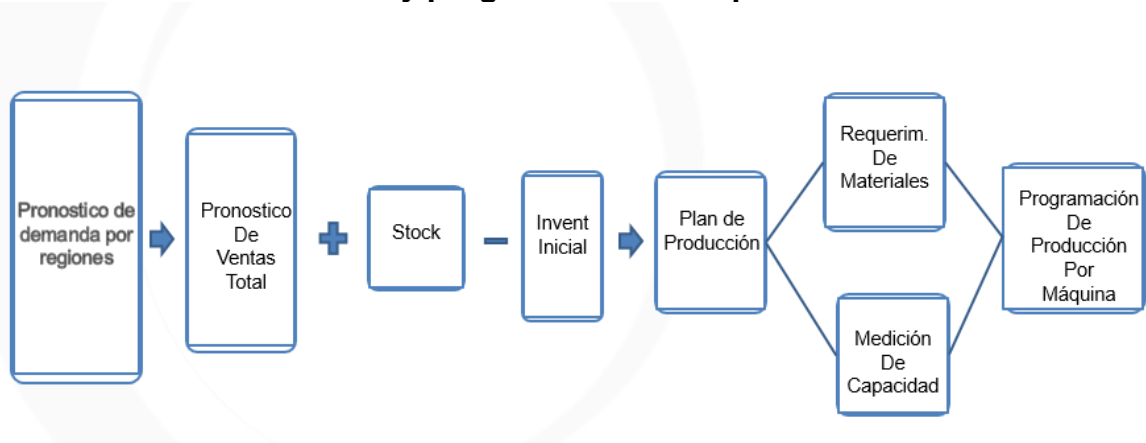 Pronostico de
demanda por
regiones
Pronostico
De
Ventas
Total
Stock
Invent
Inicial
Plan de
Producción
Requerim.
De
Materiales
Medición
De
Capacidad
Programación
De
Producción
Por
Máquina